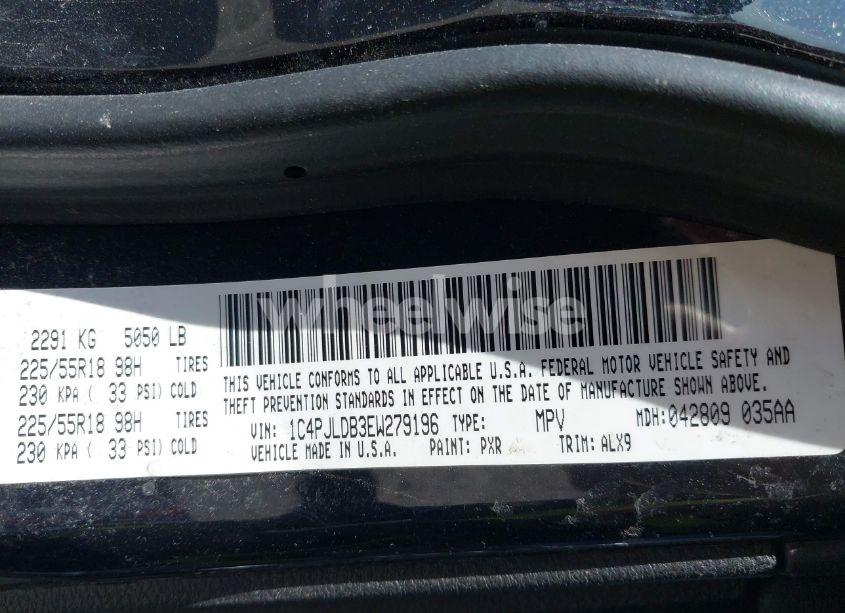 wheelwise
2291 KG 5050 LB
225/55R18 98H TIRES
230 KPA ( 33 PSI) COLD
225/55R18 98H TIRES
230 KPA ( 33 PSI) COLD
THIS VEHICLE CONFORMS TO ALL APPLICABLE U.S.A. FEDERAL MOTOR VEHICLE SAFETY AND
THEFT PREVENTION STANDARDS IN EFFECT ON THE DATE OF MANUFACTURE SHOWN ABOVE.
VIN: 1C4PJLDB3EW279196 TYPE: MPV MDH:042809 035AA
VEHICLE MADE IN U.S.A. PAINT: PXR TRIM: ALX9